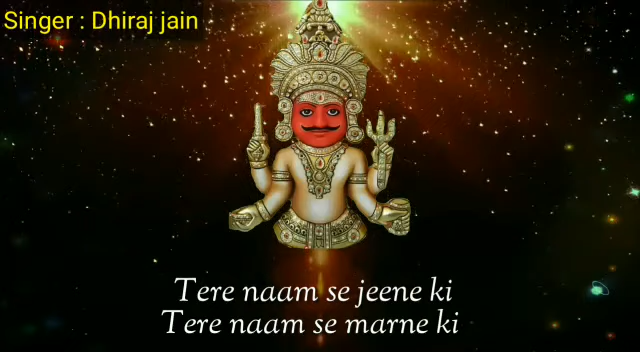 Singer : Dhiraj jain
Tere naam se jeene ki
Tere naam se marne ki